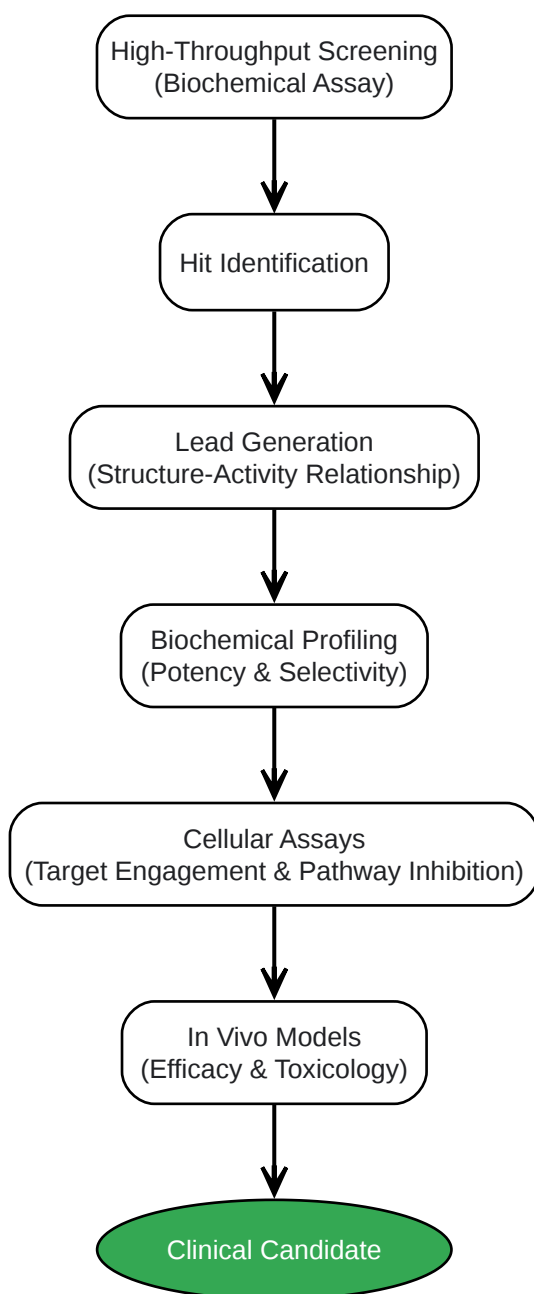 High-Throughput Screening
(Biochemical Assay)
Hit Identification
Lead Generation
(Structure-Activity Relationship)
Biochemical Profiling
(Potency & Selectivity)
Cellular Assays
(Target Engagement & Pathway Inhibition)
In Vivo Models
(Efficacy & Toxicology)
Clinical Candidate